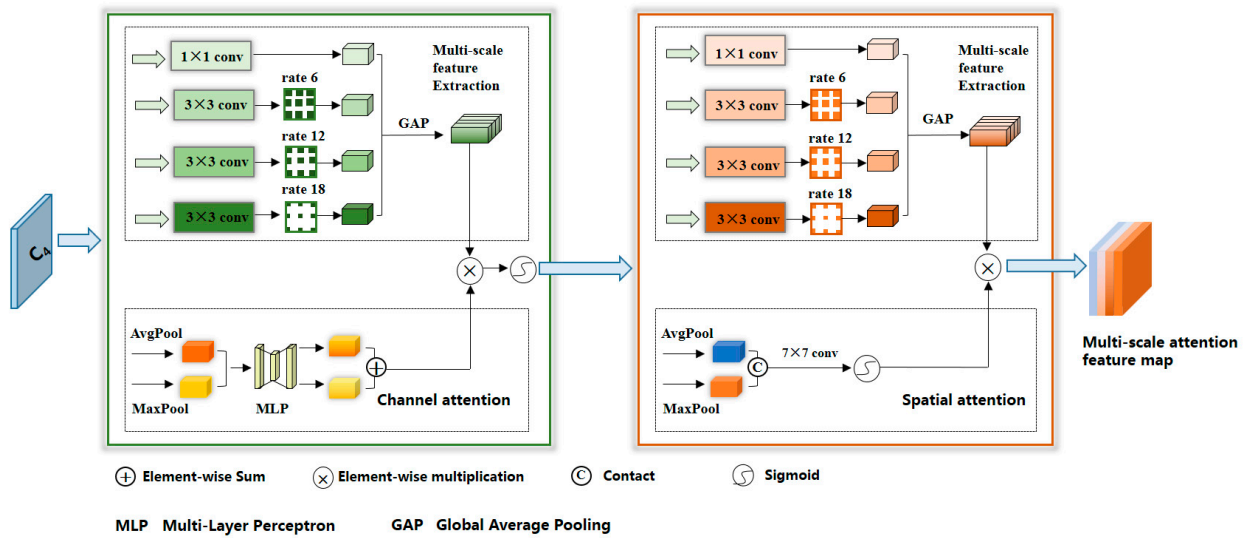 C4
1×1 conv
Multi-scale
feature
Extraction
rate 6
3×3 conv
GAP
rate 12
3×3 conv
rate 18
3×3 conv
AvgPool
MaxPool
MLP
Channel attention
1×1 conv
Multi-scale
feature
Extraction
rate 6
3×3 conv
GAP
rate 12
3×3 conv
rate 18
3×3 conv
AvgPool
7×7 conv
C
MaxPool
Spatial attention
Multi-scale attention
feature map
Element-wise Sum
Element-wise multiplication
C Contact
Sigmoid
MLP Multi-Layer Perceptron
GAP Global Average Pooling